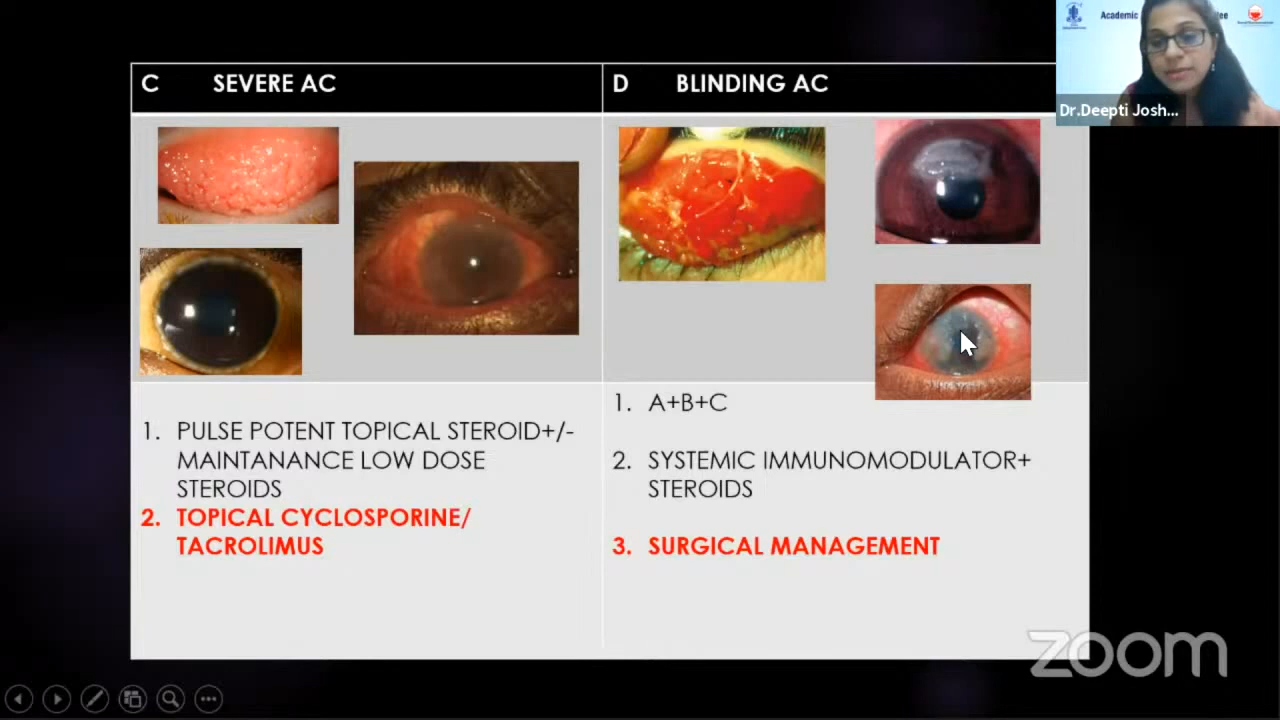 Academic
ee
Dr.Deepti Josh...
C SEVERE AC
D BLINDING AC
1. PULSE POTENT TOPICAL STEROID+/-
MAINTANANCE LOW DOSE
STEROIDS
2. TOPICAL CYCLOSPORINE/
TACROLIMUS
1. A+B+C
2. SYSTEMIC IMMUNOMODULATOR+
STEROIDS
3. SURGICAL MANAGEMENT
zoom